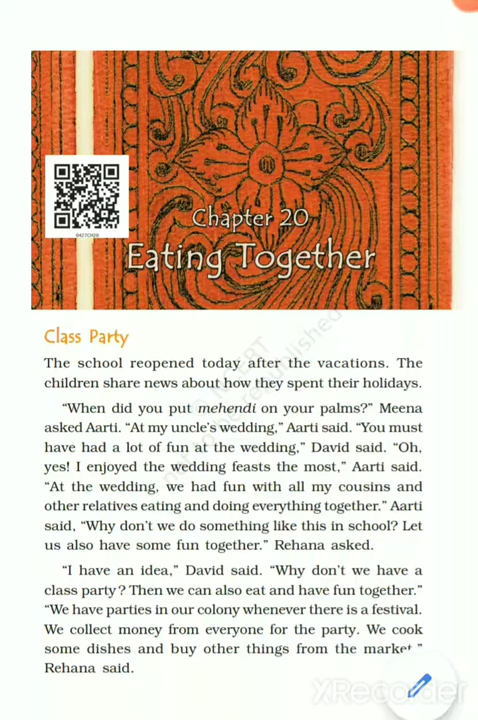 0427CH20
Chapter 20
Eating Together
Class Party
The school reopened today after the vacations. The
children share news about how they spent their holidays.
“When did you put mehendi on your palms?” Meena
asked Aarti. “At my uncle’s wedding,” Aarti said. “You must
have had a lot of fun at the wedding,” David said. “Oh,
yes! I enjoyed the wedding feasts the most,” Aarti said.
“At the wedding, we had fun with all my cousins and
other relatives eating and doing everything together.” Aarti
said, “Why don’t we do something like this in school? Let
us also have some fun together.” Rehana asked.
“I have an idea,” David said. “Why don’t we have a
class party? Then we can also eat and have fun together.”
“We have parties in our colony whenever there is a festival.
We collect money from everyone for the party. We cook
some dishes and buy other things from the market.”
Rehana said.
not to be republished
XRecorder